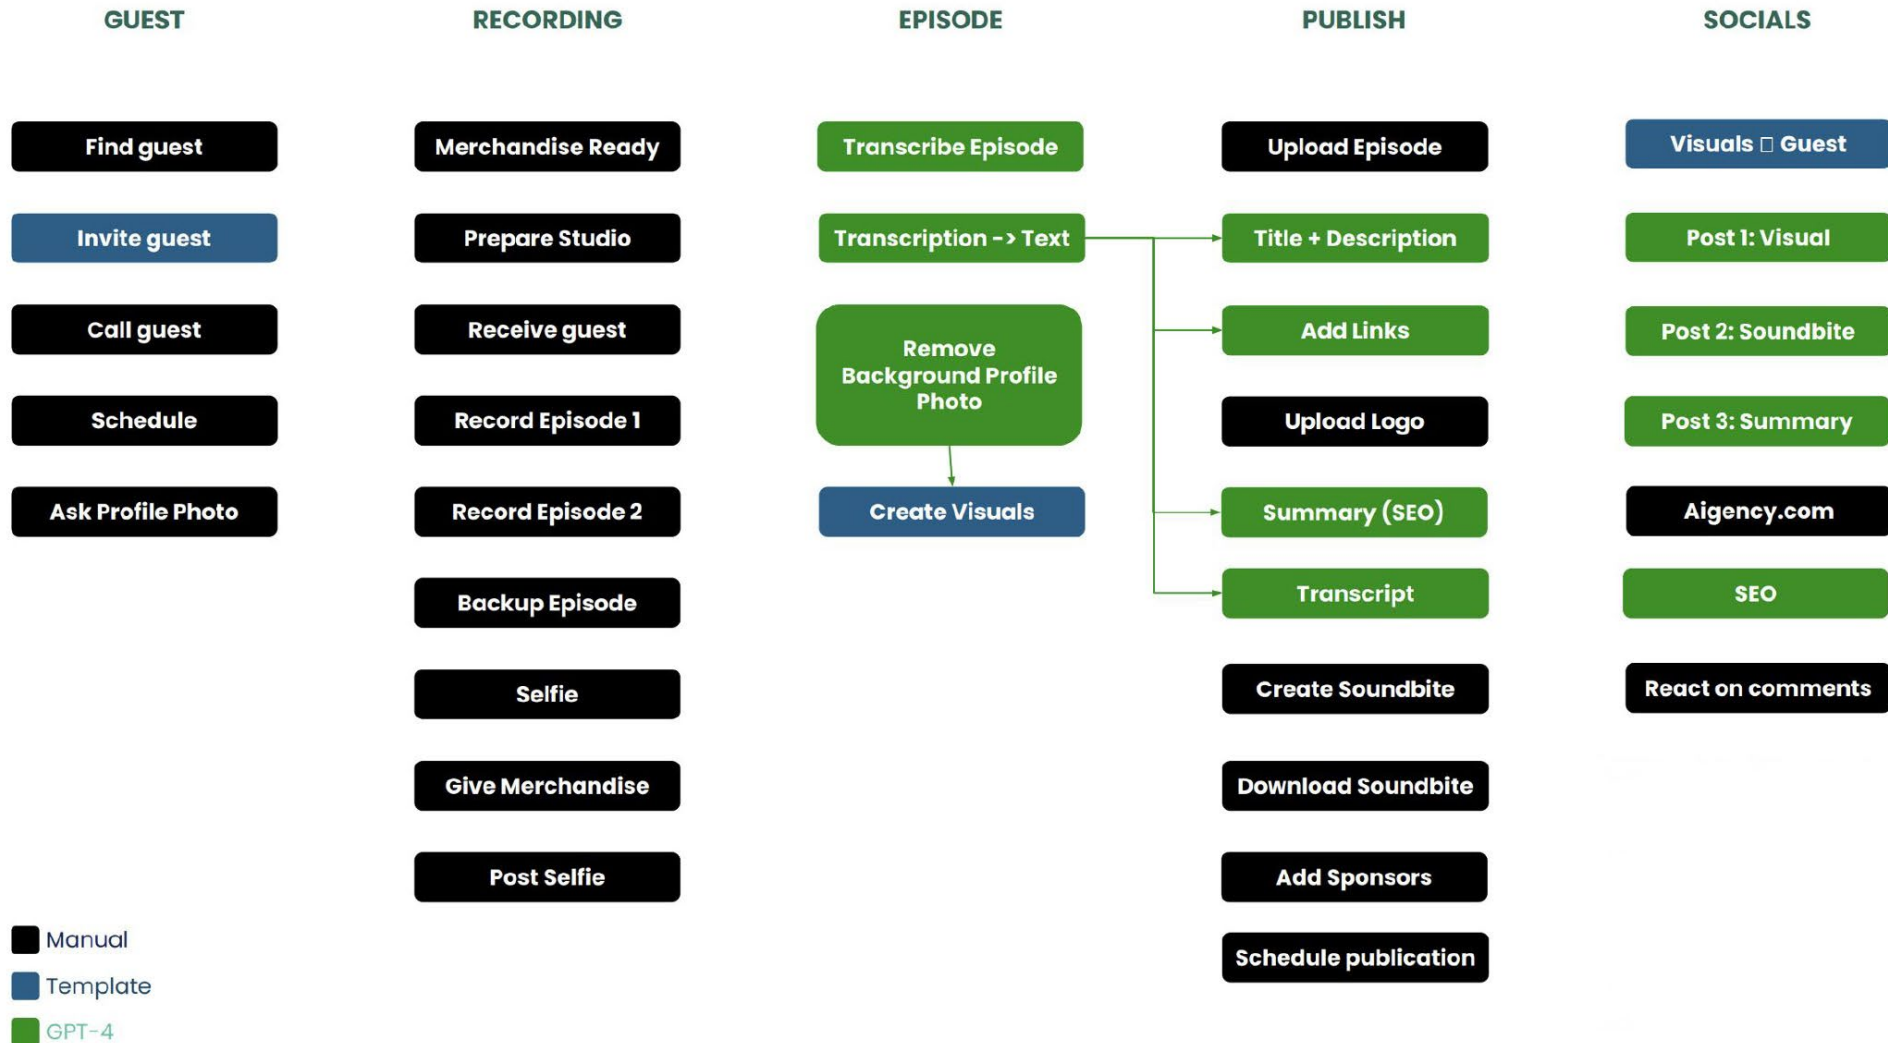 GUEST
RECORDING
EPISODE
PUBLISH
SOCIALS
Find guest
Invite guest
Call guest
Schedule
Ask Profile Photo
Merchandise Ready
Prepare Studio
Receive guest
Record Episode 1
Record Episode 2
Backup Episode
Selfie
Give Merchandise
Post Selfie
Transcribe Episode
Transcription -> Text
Remove
Background Profile
Photo
Create Visuals
Upload Episode
Title + Description
Add Links
Upload Logo
Summary (SEO)
Transcript
Create Soundbite
Download Soundbite
Add Sponsors
Schedule publication
Visuals □ Guest
Post 1: Visual
Post 2: Soundbite
Post 3: Summary
Aigency.com
SEO
React on comments
Manual
Template
GPT-4